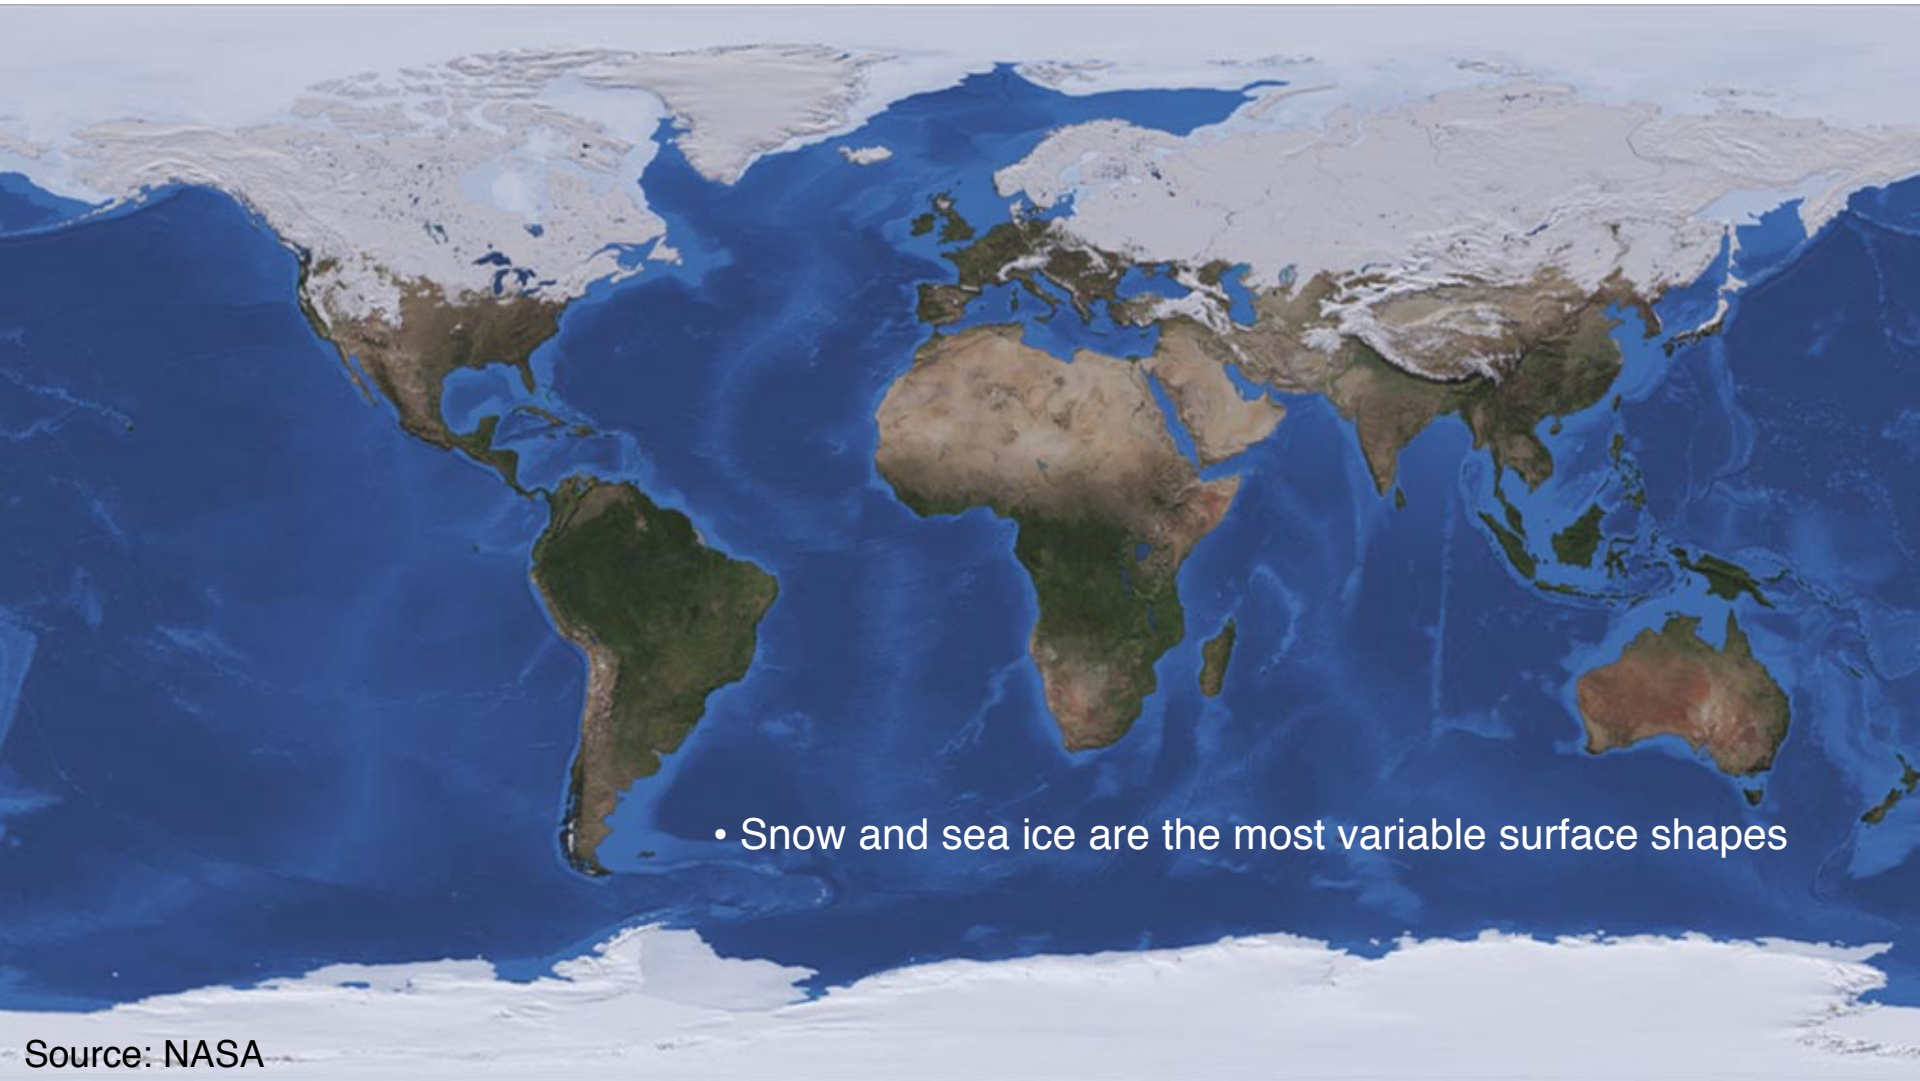 • Snow and sea ice are the most variable surface shapes
Source: NASA